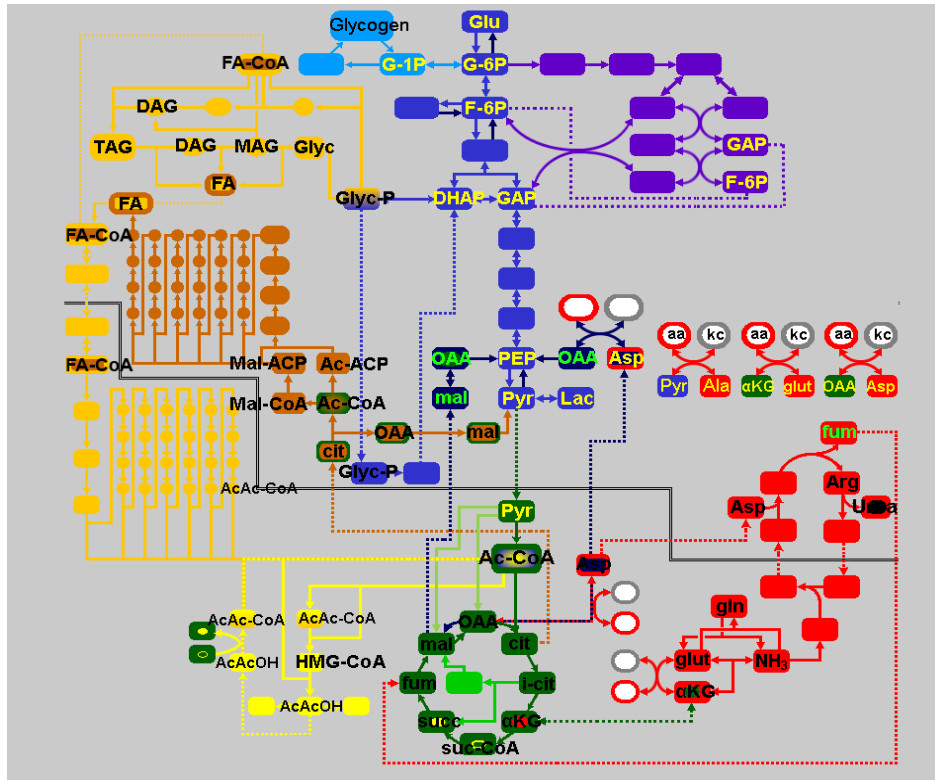 Glycogen
Glu
FA-CoA
G-1P
G-6P
DAG
F-6P
TAG
DAG
MAG
Glyc
GAP
FA
F-6P
FA
Glyc-P
DHAP
GAP
FA-CoA
aa
kc
aa
kc
aa
kc
FA-CoA
Mal-ACP
Ac-ACP
OAA
PEP
OAA
Asp
Pyr
Ala
αKG
glut
OAA
Asp
Mal-CoA
Ac-CoA
mal
Pyr
Lac
OAA
mal
fum
cit
Glyc-P
Arg
AcAc-CoA
Asp
Pyr
Ac-CoA
Asp
gln
AcAc-CoA
AcAc-CoA
OAA
mal
cit
HMG-CoA
AcAcOH
glut
NH₃
fum
i-cit
αKG
AcAcOH
succ
αKG
suc-CoA